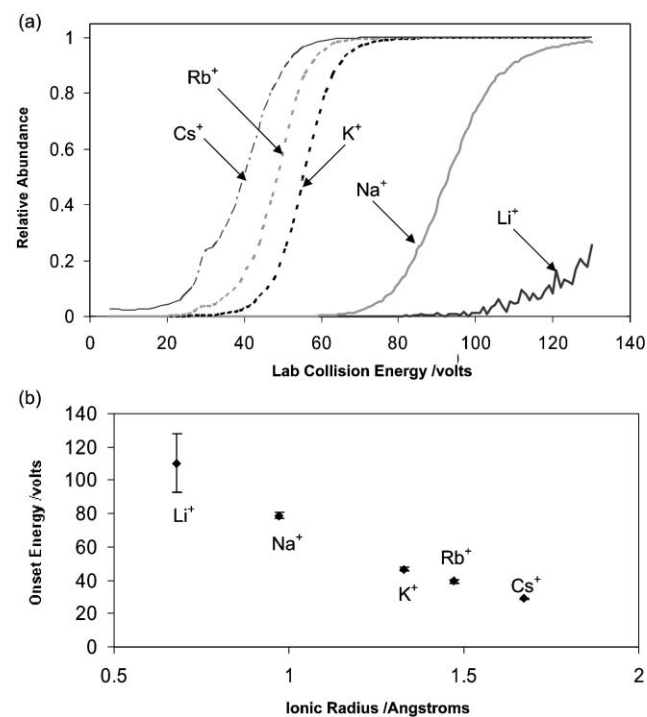 (a)
1
0.8
0.6
0.4
0.2
0
Relative Abundance
Rb+
Cs+
K+
Na+
Li+
0 20 40 60 80 100 120 140
Lab Collision Energy /volts
(b)
140
120
100
80
60
40
20
0
Onset Energy /volts
Li+
Na+
K+
Rb+
Cs+
0.5 1 1.5 2
Ionic Radius /Angstroms